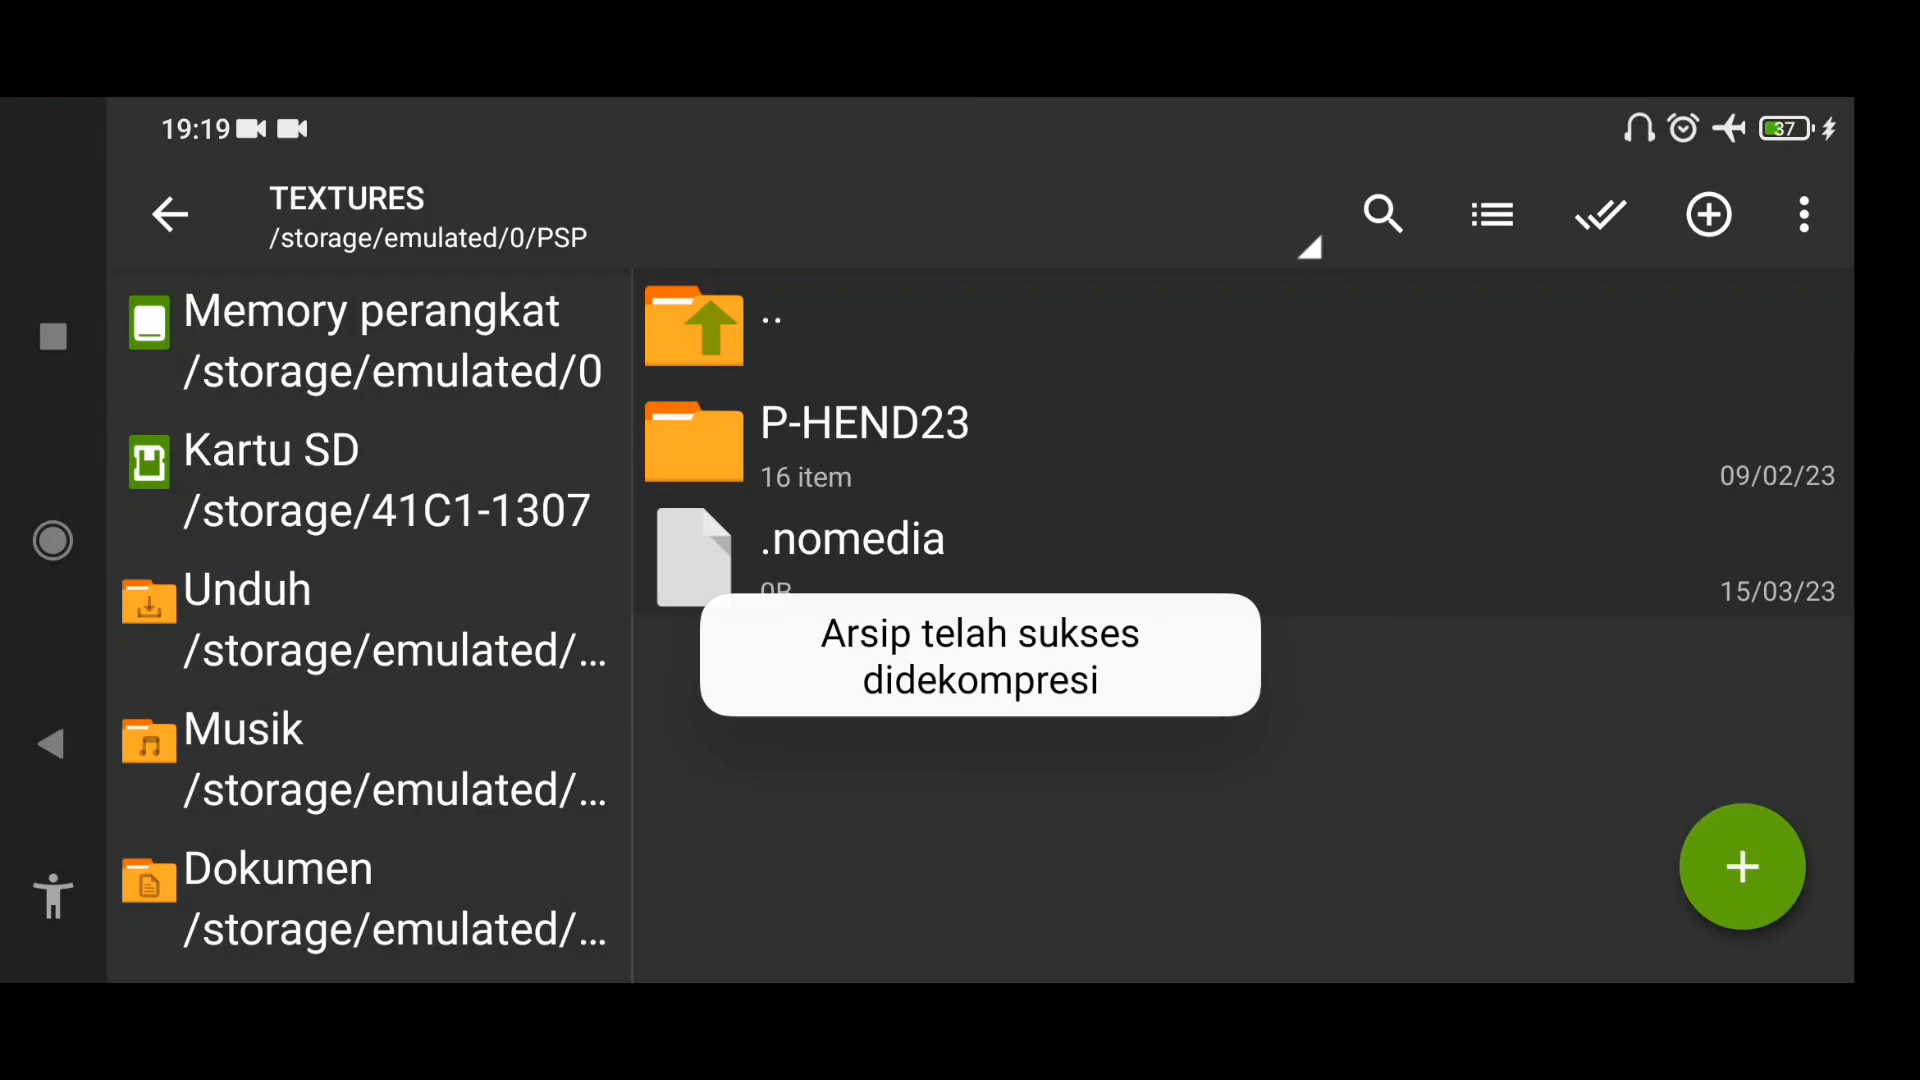 19:19
37
TEXTURES
/storage/emulated/0/PSP
Memory perangkat
/storage/emulated/0
Kartu SD
/storage/41C1-1307
Unduh
/storage/emulated/...
Musik
/storage/emulated/...
Dokumen
/storage/emulated/...
..
P-HEND23
16 item
09/02/23
.nomedia
0B
15/03/23
Arsip telah sukses
didekompresi